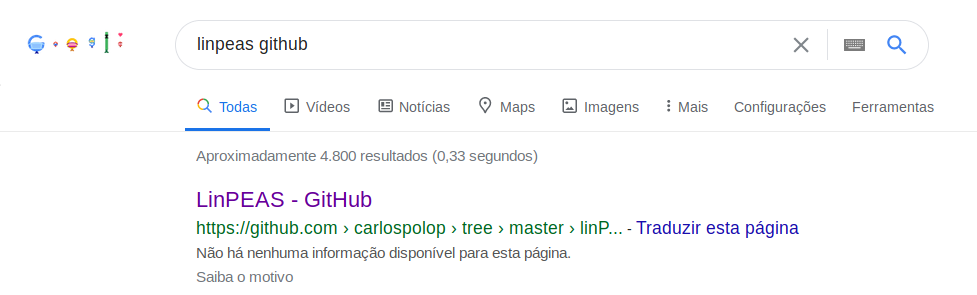 linpeas github
Todas Vídeos Notícias Maps Imagens Mais Configurações Ferramentas
Aproximadamente 4.800 resultados (0,33 segundos)
LinPEAS - GitHub
https://github.com › carlospolop › tree › master › linP... - Traduzir esta página
Não há nenhuma informação disponível para esta página.
Saiba o motivo